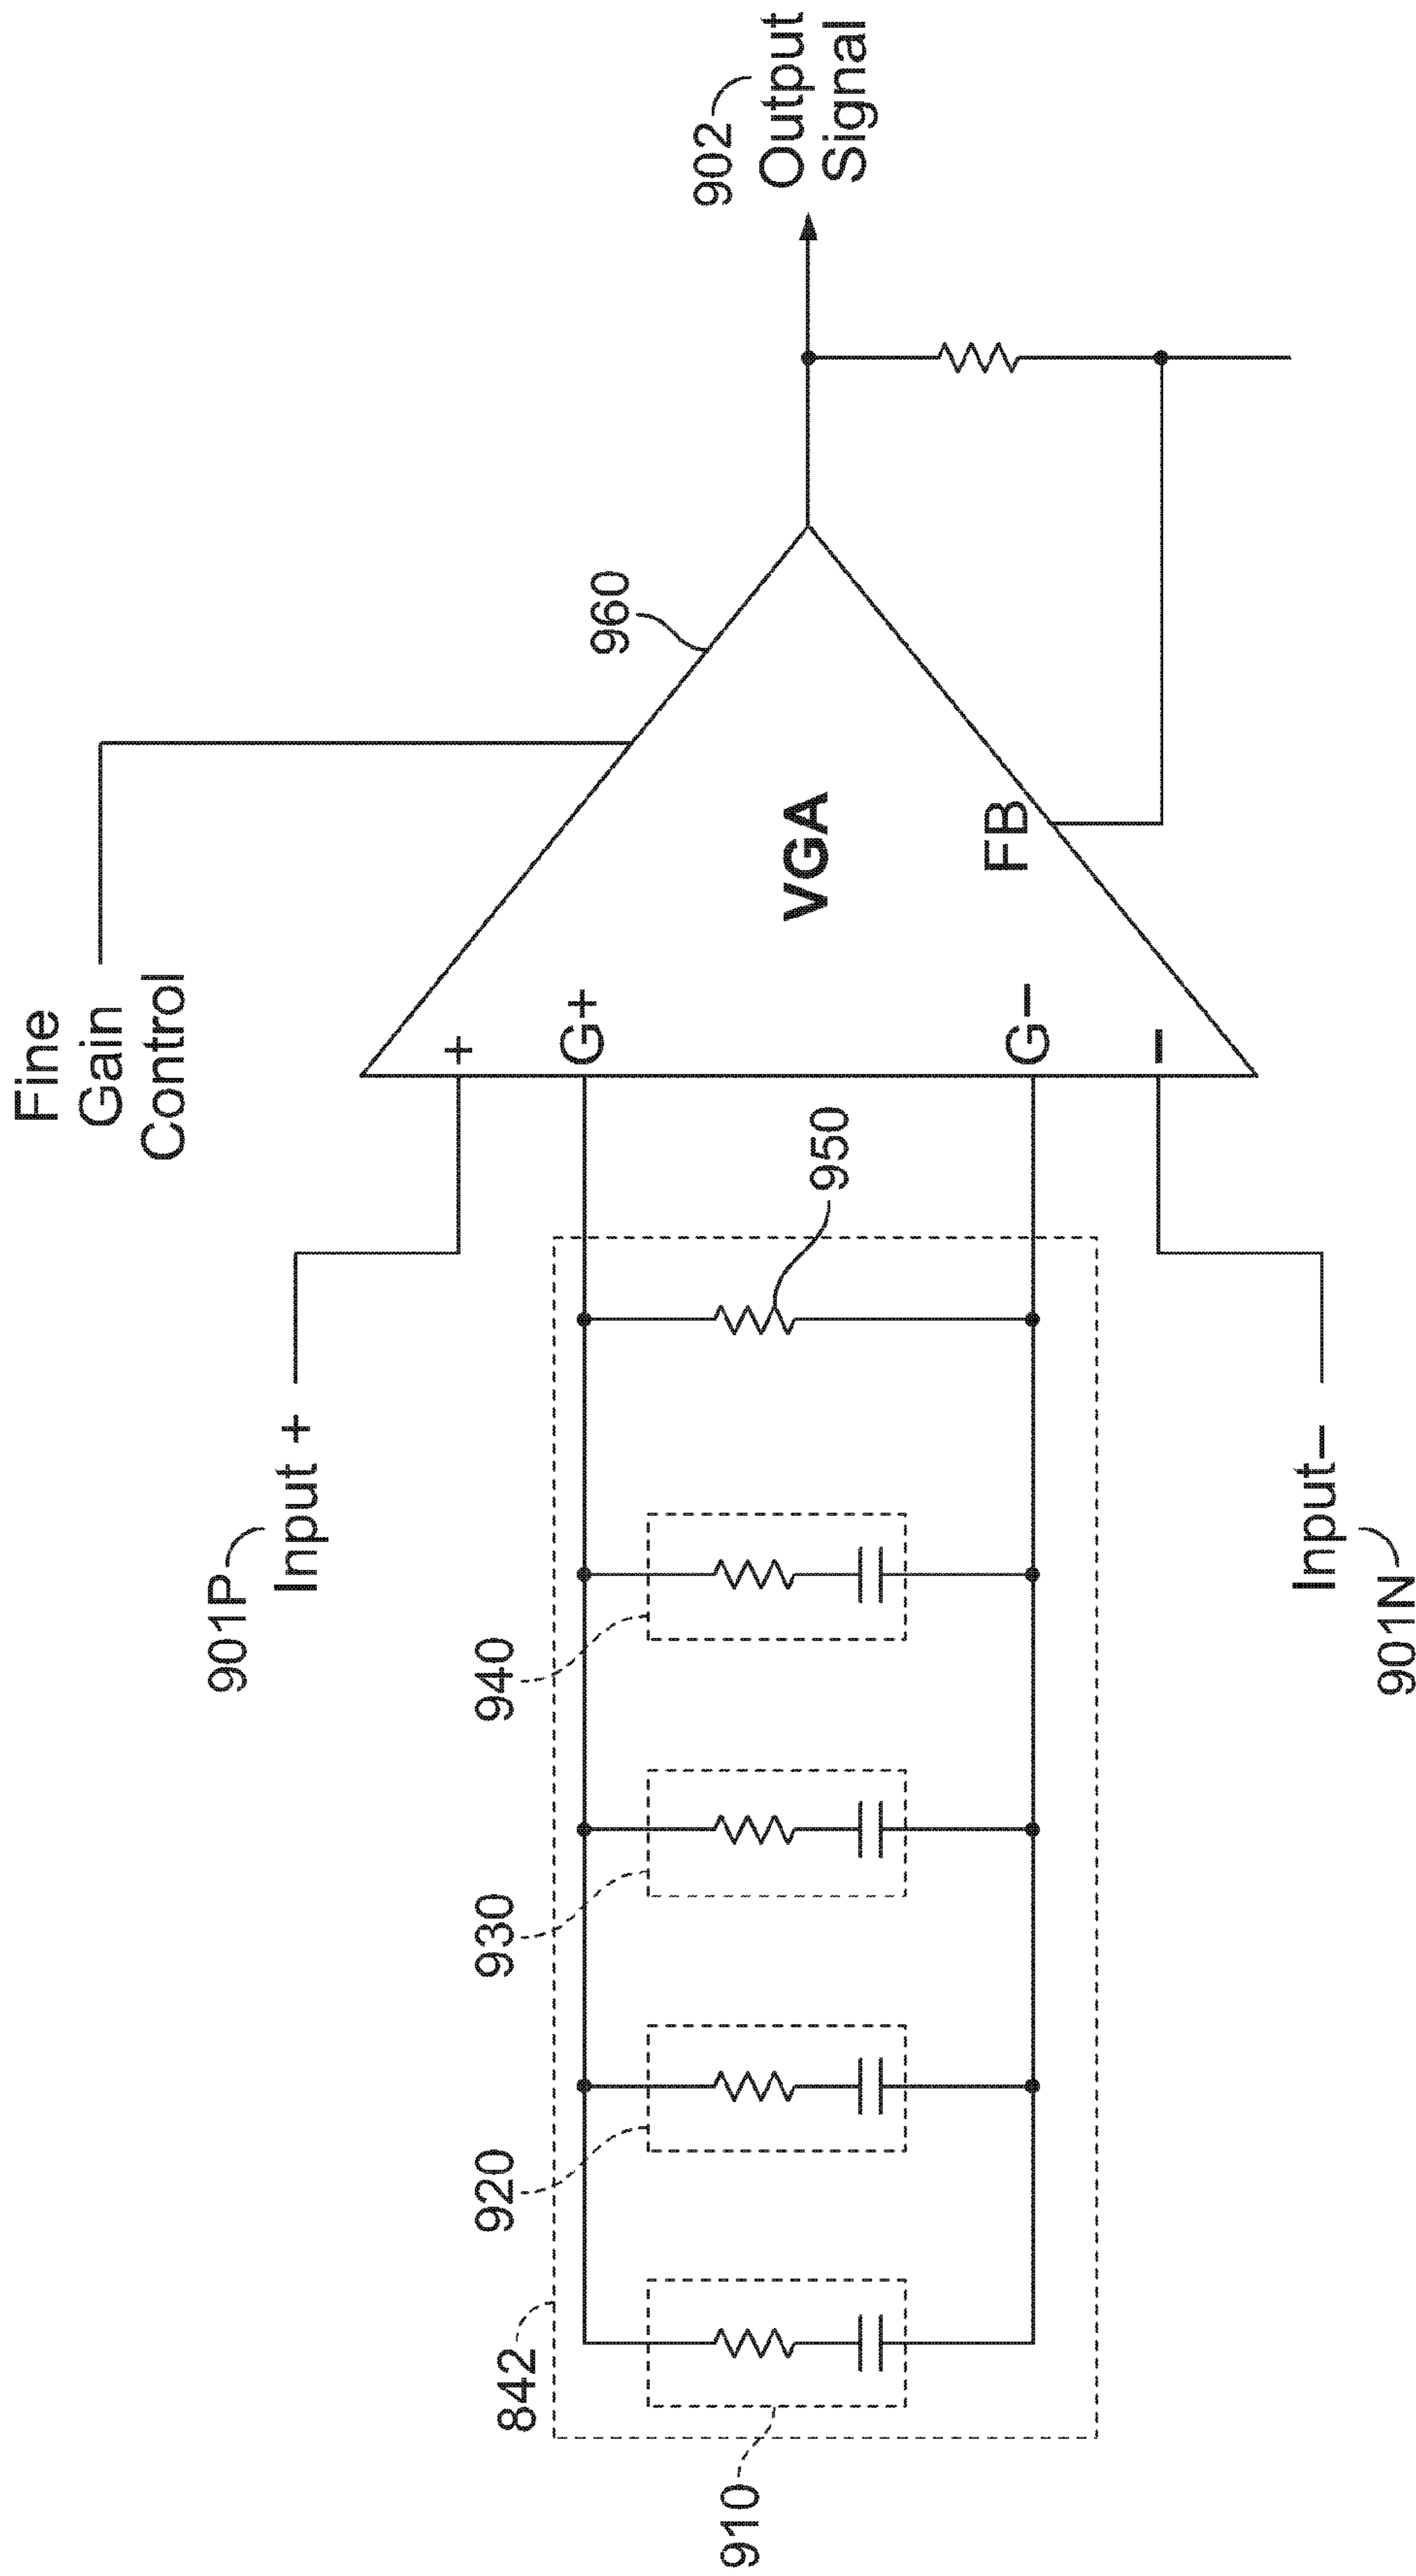 Fine
Gain
Control
901P
Input +
960
902
Output
Signal
+
G+
VGA
FB
G−
−
842
910
920
930
940
950
Input−
901N